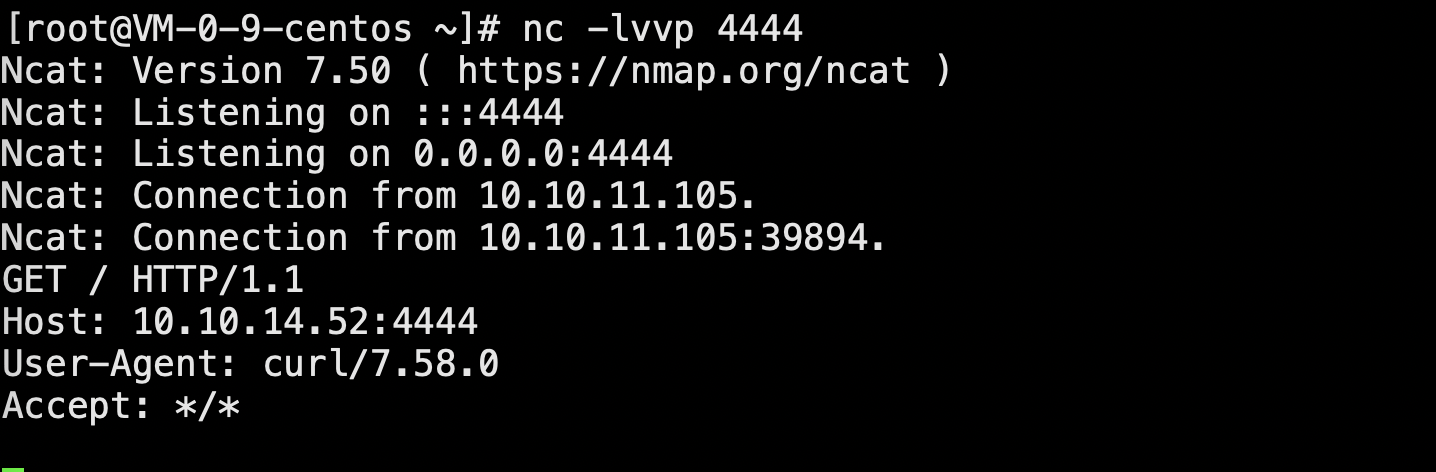 [root@VM-0-9-centos ~]# nc -lvvp 4444
Ncat: Version 7.50 ( https://nmap.org/ncat )
Ncat: Listening on :::4444
Ncat: Listening on 0.0.0.0:4444
Ncat: Connection from 10.10.11.105.
Ncat: Connection from 10.10.11.105:39894.
GET / HTTP/1.1
Host: 10.10.14.52:4444
User-Agent: curl/7.58.0
Accept: */*